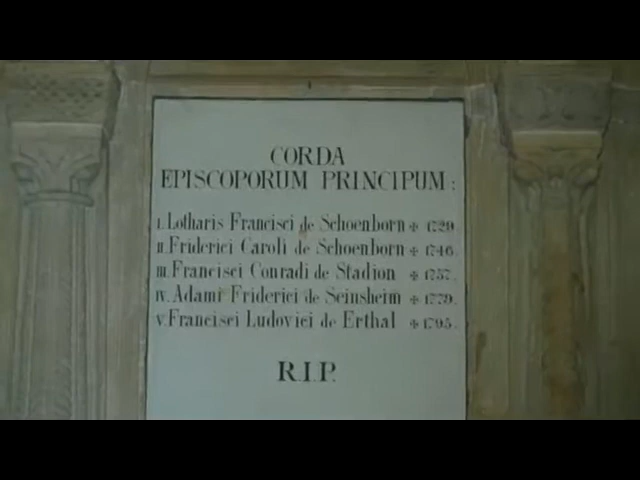 CORDA
EPISCOPORUM PRINCIPUM:
I. Lotharis Francisci de Schoenborn ✠ 1729.
II. Friderici Caroli de Schoenborn ✠ 1746.
III. Francisci Conradi de Stadion ✠ 1757.
IV. Adami Friderici de Seinsheim ✠ 1779.
V. Francisci Ludovici de Erthal ✠ 1795.
R.I.P.